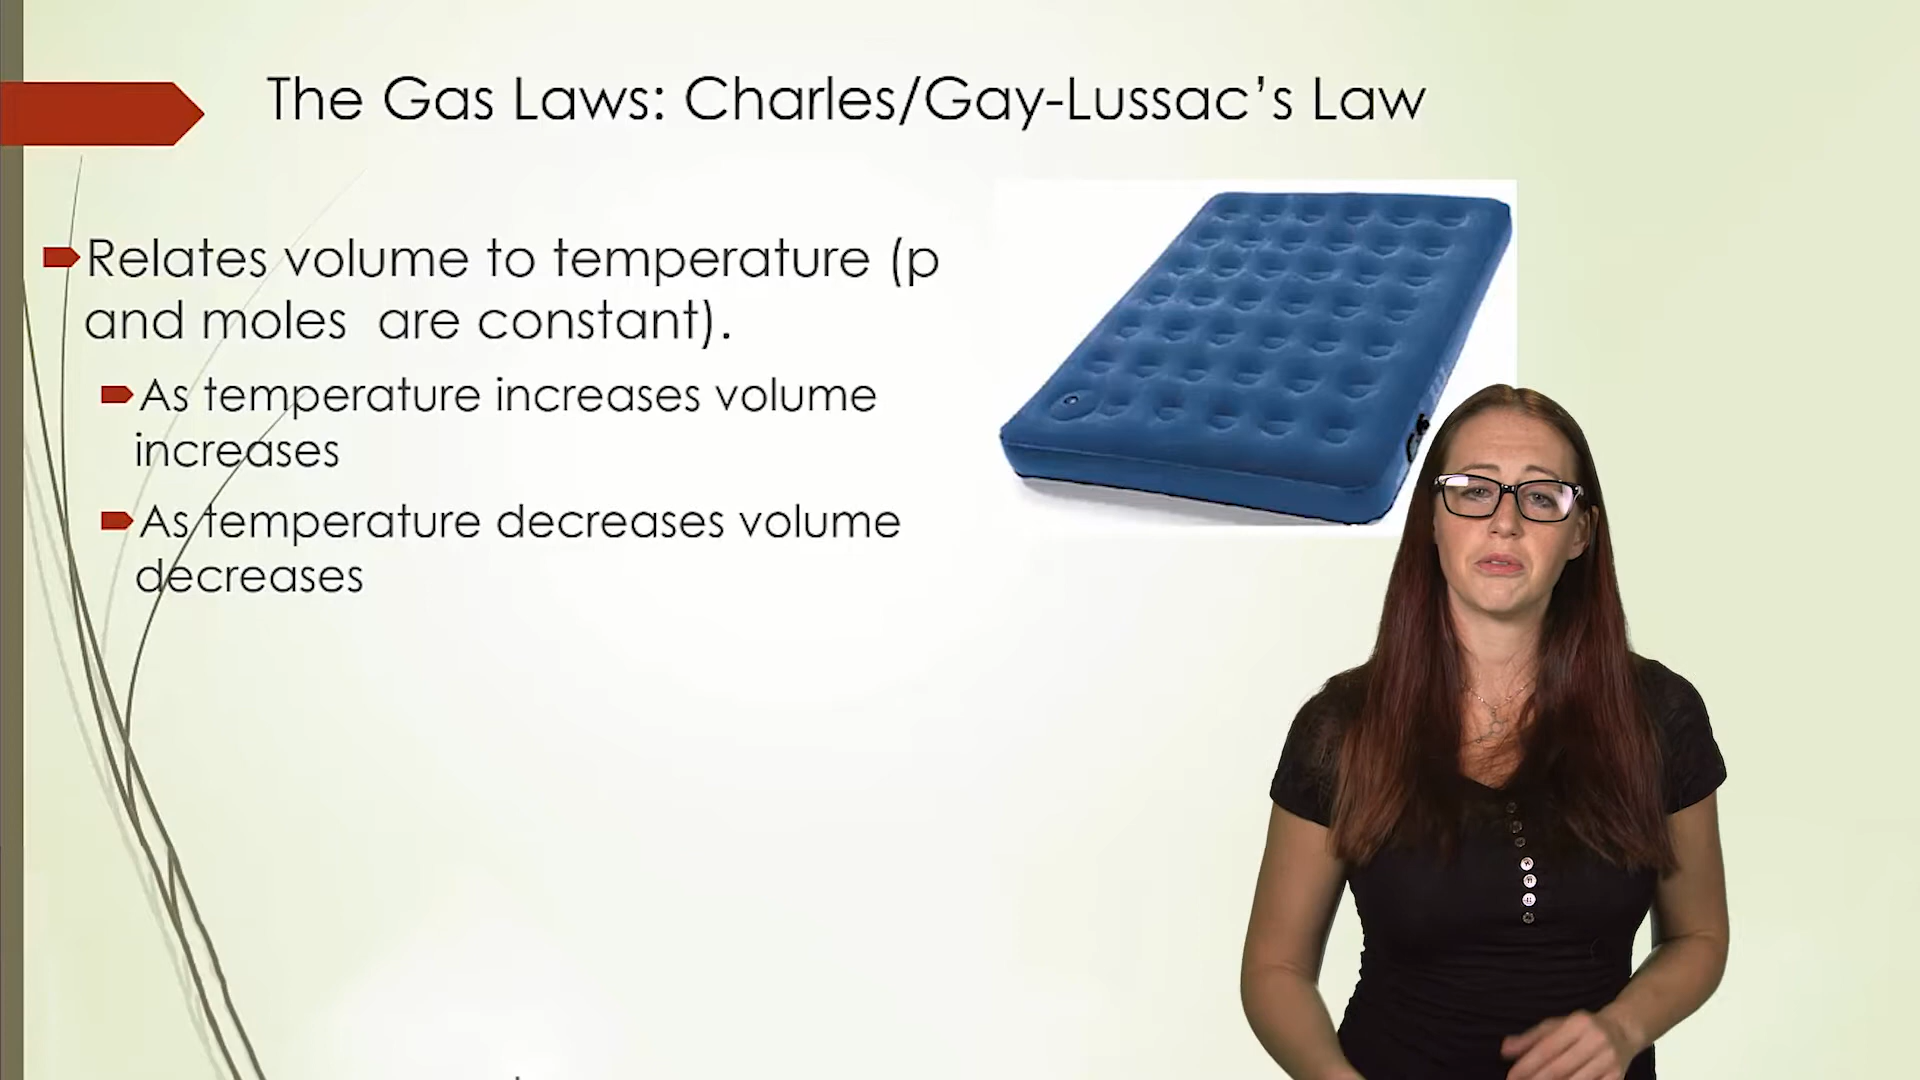 The Gas Laws: Charles/Gay-Lussac's Law
Relates volume to temperature (p
and moles are constant).
As temperature increases volume
increases
As temperature decreases volume
decreases